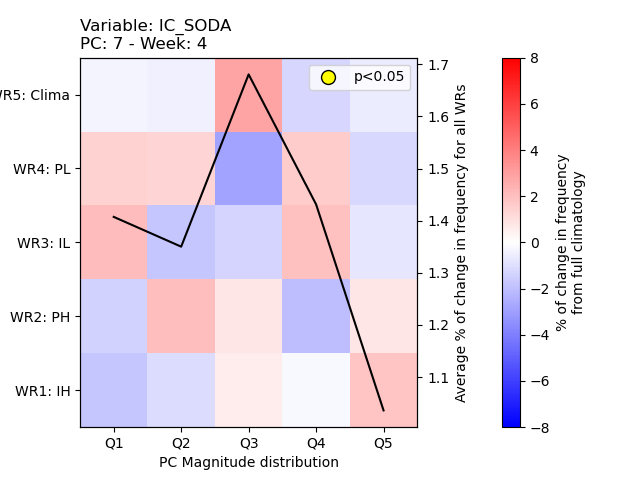 Variable: IC_SODA
PC: 7 - Week: 4
p<0.05
WR5: Clima
WR4: PL
WR3: IL
WR2: PH
WR1: IH
Q1 Q2 Q3 Q4 Q5
PC Magnitude distribution
1.7
1.6
1.5
1.4
1.3
1.2
1.1
Average % of change in frequency for all WRs
8
6
4
2
0
−2
−4
−6
−8
% of change in frequency
from full climatology